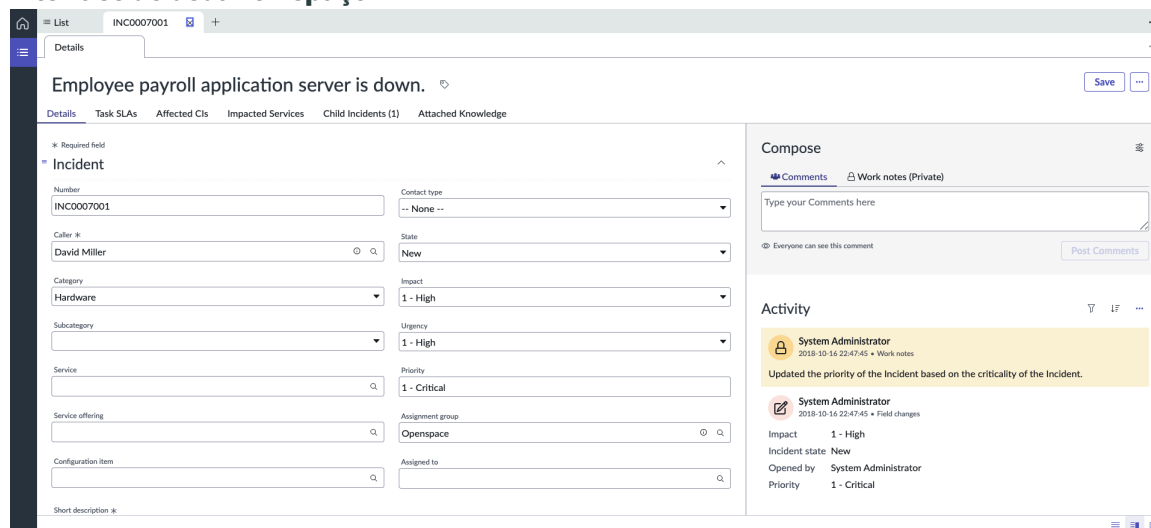 List
INC0007001
Details
Employee payroll application server is down.
Save
Details Task SLAs Affected CIs Impacted Services Child Incidents (1) Attached Knowledge
* Required field
Incident
Number
INC0007001
Contact type
-- None --
Caller *
David Miller
State
New
Category
Hardware
Impact
1 - High
Subcategory
Urgency
1 - High
Service
Priority
1 - Critical
Service offering
Assignment group
Openspace
Configuration item
Assigned to
Short description *
Compose
Comments Work notes (Private)
Type your Comments here
Everyone can see this comment
Post Comments
Activity
System Administrator
2018-10-16 22:47:45 • Work notes
Updated the priority of the Incident based on the criticality of the Incident.
System Administrator
2018-10-16 22:47:45 • Field changes
Impact 1 - High
Incident state New
Opened by System Administrator
Priority 1 - Critical